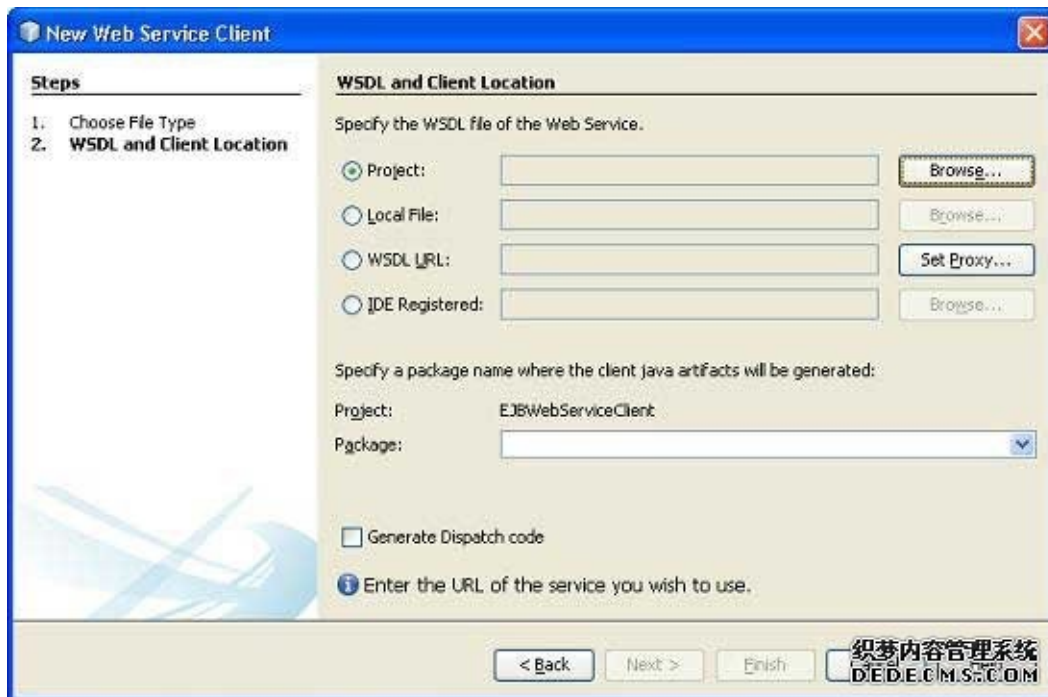 New Web Service Client
Steps
1. Choose File Type
2. WSDL and Client Location
WSDL and Client Location
Specify the WSDL file of the Web Service.
Project: Browse...
Local File: Browse...
WSDL URL: Set Proxy...
IDE Registered: Browse...
Specify a package name where the client java artifacts will be generated:
Project: EJBWebServiceClient
Package:
Generate Dispatch code
Enter the URL of the service you wish to use.
< Back Next > Finish
织梦内容管理系统
DEDECMS.COM